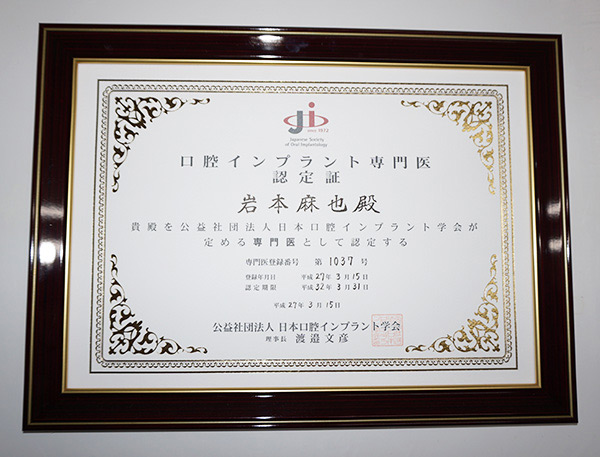 since 1972
Japanese Society
of Oral Implantology
口腔インプラント専門医
認定証
岩本麻也殿
貴殿を公益社団法人日本口腔インプラント学会が
定める専門医として認定する
専門医登録番号 第 1037 号
登録年月日 平成 27年 3月 15日
認定期限 平成 32年 3月 31日
平成 27年 3月 15日
公益社団法人 日本口腔インプラント学会
理事長 渡邉文彦